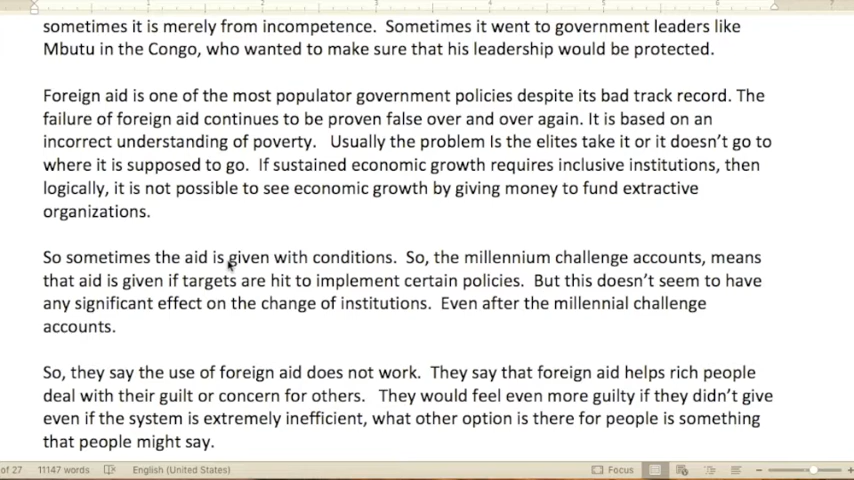 sometimes it is merely from incompetence.  Sometimes it went to government leaders like
Mbutu in the Congo, who wanted to make sure that his leadership would be protected.
Foreign aid is one of the most populator government policies despite its bad track record. The
failure of foreign aid continues to be proven false over and over again. It is based on an
incorrect understanding of poverty.   Usually the problem Is the elites take it or it doesn't go to
where it is supposed to go.  If sustained economic growth requires inclusive institutions, then
logically, it is not possible to see economic growth by giving money to fund extractive
organizations.
So sometimes the aid is given with conditions.  So, the millennium challenge accounts, means
that aid is given if targets are hit to implement certain policies.  But this doesn't seem to have
any significant effect on the change of institutions.  Even after the millennial challenge
accounts.
So, they say the use of foreign aid does not work.  They say that foreign aid helps rich people
deal with their guilt or concern for others.   They would feel even more guilty if they didn't give
even if the system is extremely inefficient, what other option is there for people is something
that people might say.
of 27 11147 words English (United States) Focus